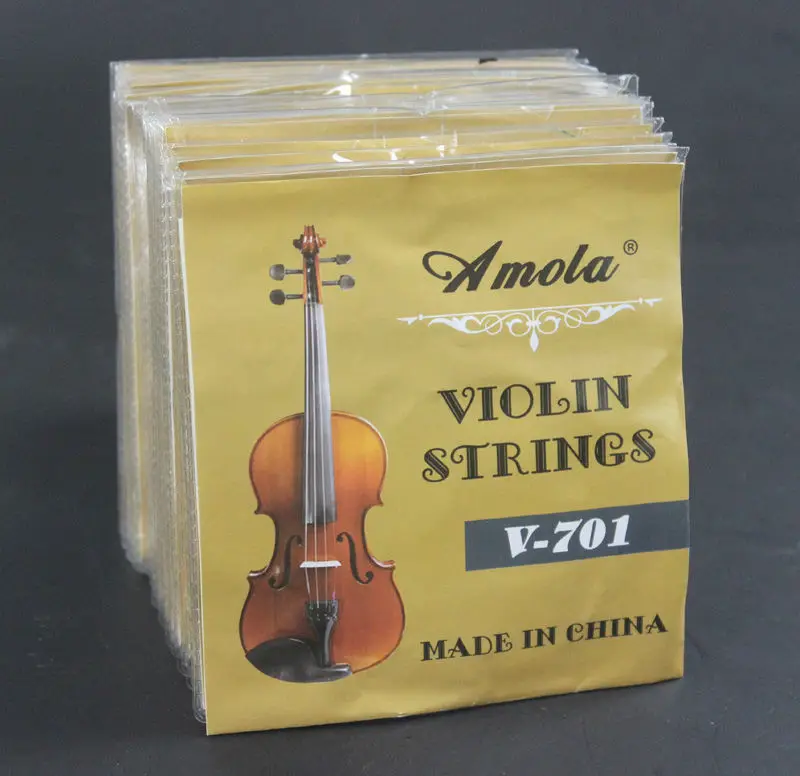 Amola®
VIOLIN
STRINGS
V-701
MADE IN CHINA